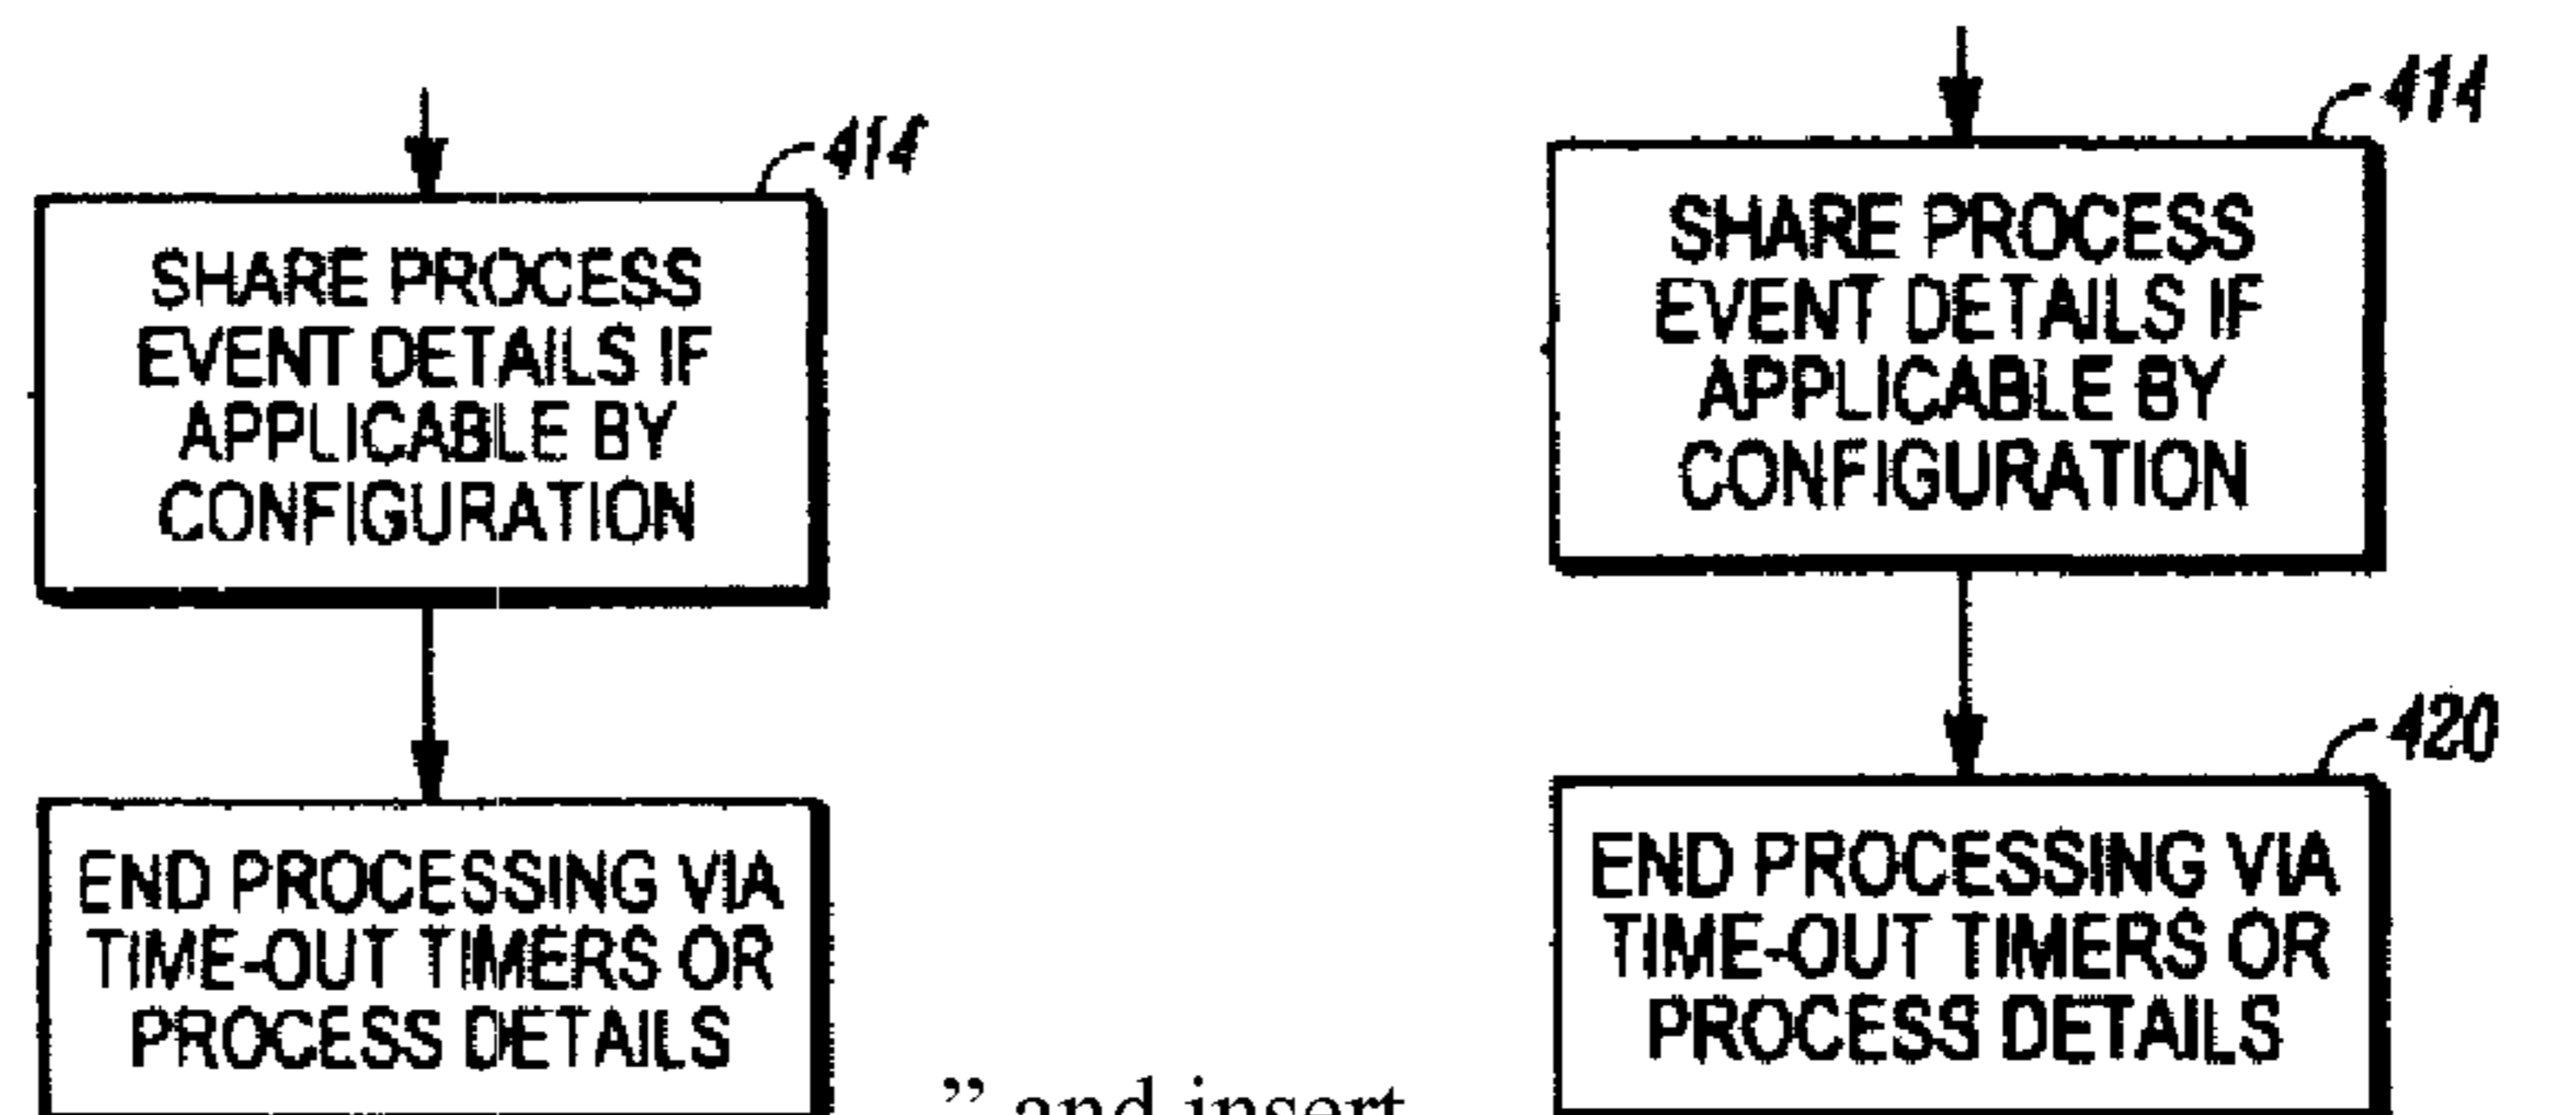 414
SHARE PROCESS
EVENT DETAILS IF
APPLICABLE BY
CONFIGURATION
END PROCESSING VIA
TIME-OUT TIMERS OR
PROCESS DETAILS
” and insert
414
SHARE PROCESS
EVENT DETAILS IF
APPLICABLE BY
CONFIGURATION
420
END PROCESSING VIA
TIME-OUT TIMERS OR
PROCESS DETAILS